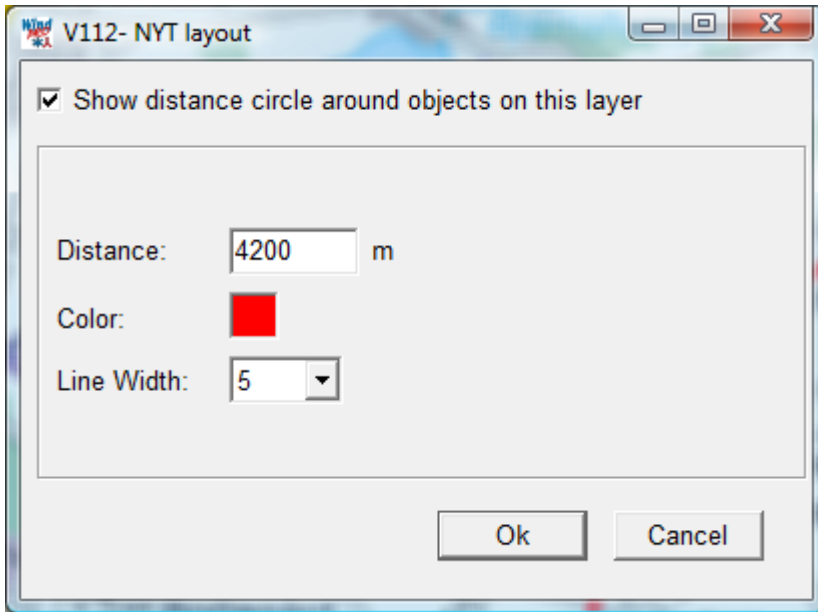 V112- NYT layout
Show distance circle around objects on this layer
Distance: 4200 m
Color:
Line Width: 5
Ok Cancel